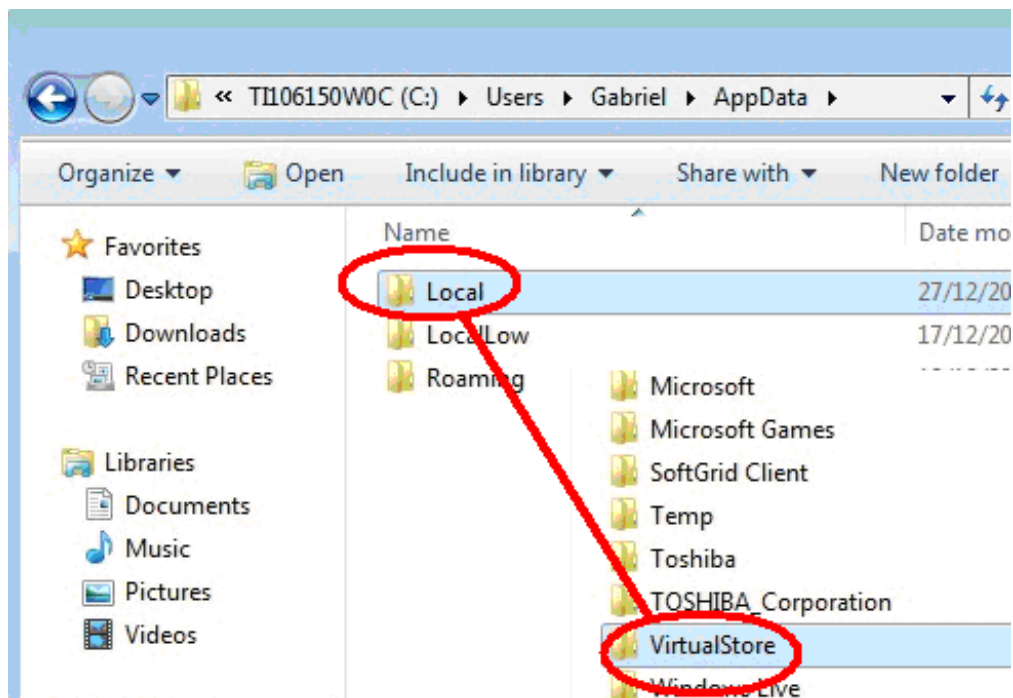 « TI106150W0C (C:) ▸ Users ▸ Gabriel ▸ AppData ▸
Organize Open Include in library Share with New folder
Name Date mo
Favorites
Desktop
Downloads
Recent Places
Libraries
Documents
Music
Pictures
Videos
Local 27/12/20
LocalLow 17/12/20
Roaming
Microsoft
Microsoft Games
SoftGrid Client
Temp
Toshiba
TOSHIBA_Corporation
VirtualStore
Windows Live